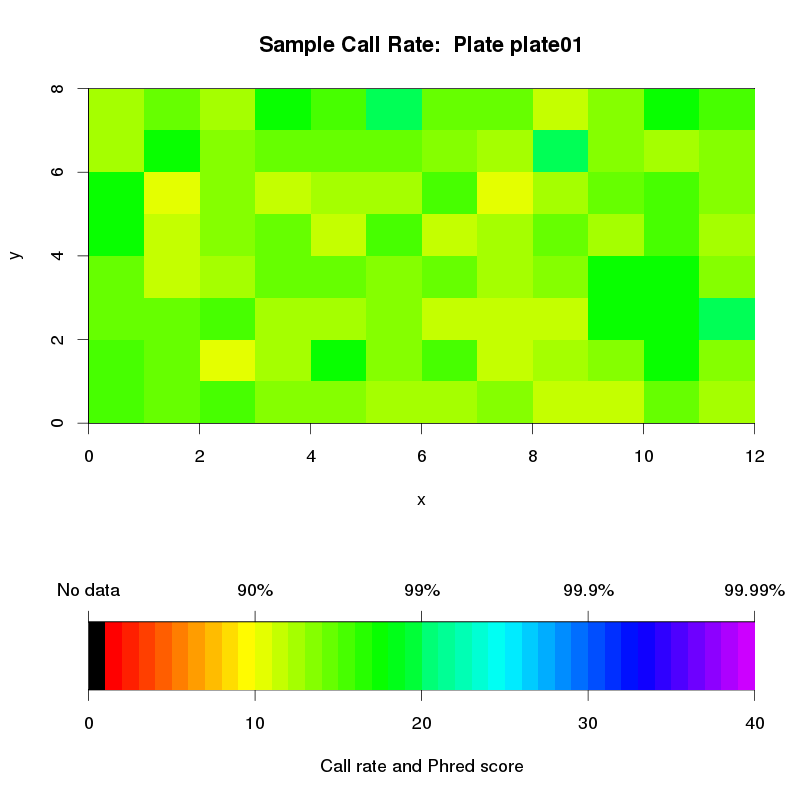 Sample Call Rate:  Plate plate01
8
6
4
2
0
y
0 2 4 6 8 10 12
x
No data 90% 99% 99.9% 99.99%
0 10 20 30 40
Call rate and Phred score